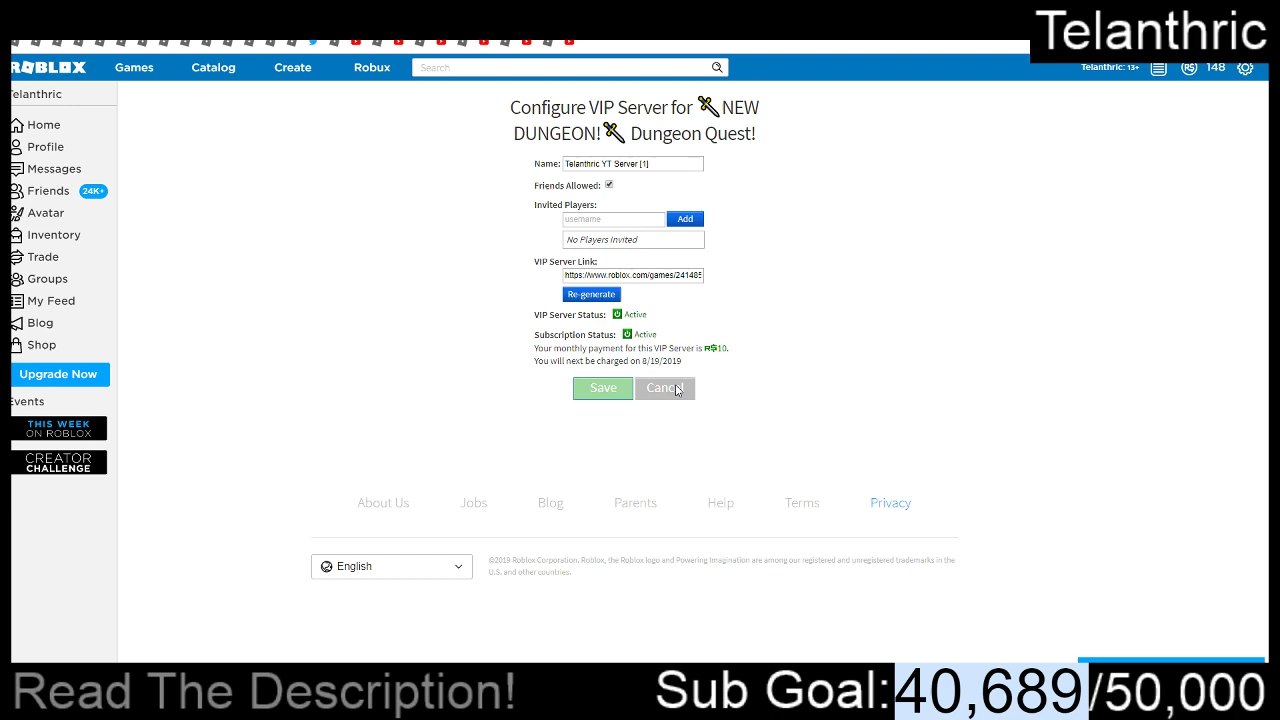 Telanthric
ROBLOX Games Catalog Create Robux Search Telanthric: 13+ R$ 148
Telanthric
Home
Profile
Messages
Friends 24K+
Avatar
Inventory
Trade
Groups
My Feed
Blog
Shop
Upgrade Now
Events
THIS WEEK
ON ROBLOX
CREATOR
CHALLENGE
Configure VIP Server for NEW
DUNGEON! Dungeon Quest!
Name: Telanthric YT Server [1]
Friends Allowed:
Invited Players:
username Add
No Players Invited
VIP Server Link:
https://www.roblox.com/games/241485
Re-generate
VIP Server Status: Active
Subscription Status: Active
Your monthly payment for this VIP Server is R$10.
You will next be charged on 8/19/2019
Save Cancel
About Us Jobs Blog Parents Help Terms Privacy
English
©2019 Roblox Corporation. Roblox, the Roblox logo and Powering Imagination are among our registered and unregistered trademarks in the
U.S. and other countries.
Read The Description! Sub Goal:40,689/50,000